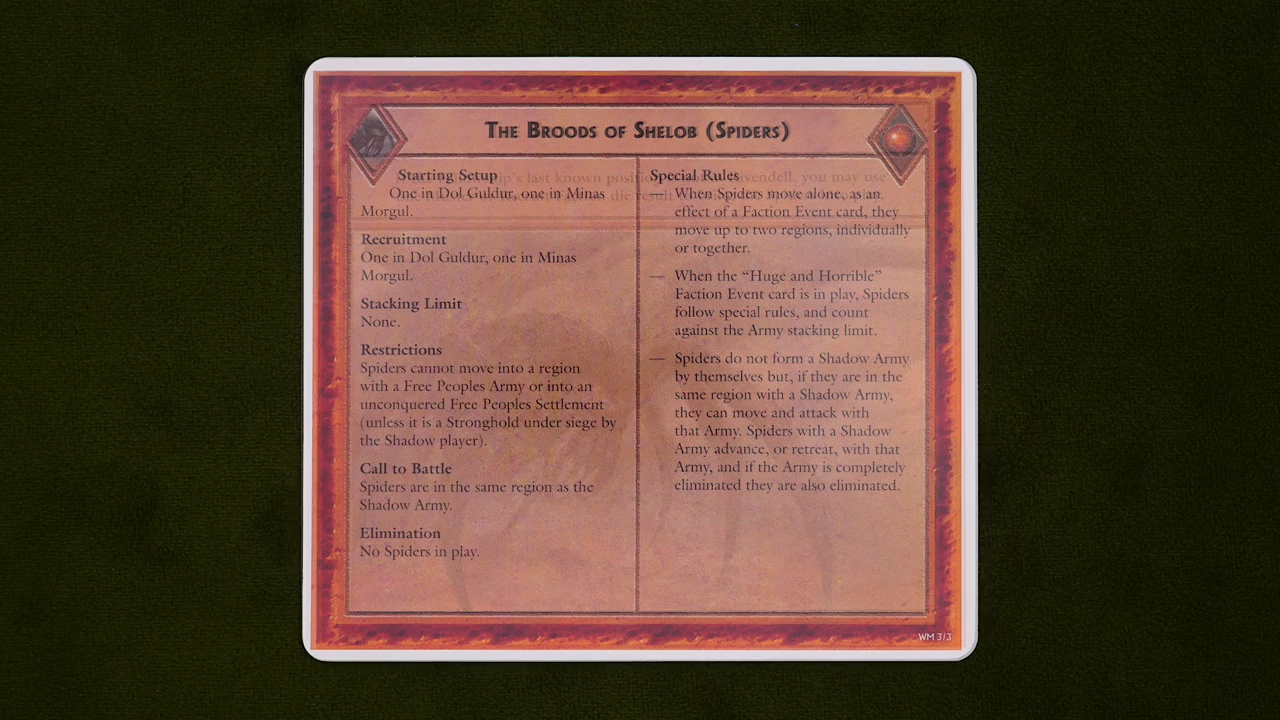 The Broods of Shelob (Spiders)
Starting Setup
One in Dol Guldur, one in Minas
Morgul.
Recruitment
One in Dol Guldur, one in Minas
Morgul.
Stacking Limit
None.
Restrictions
Spiders cannot move into a region
with a Free Peoples Army or into an
unconquered Free Peoples Settlement
(unless it is a Stronghold under siege by
the Shadow player).
Call to Battle
Spiders are in the same region as the
Shadow Army.
Elimination
No Spiders in play.
Special Rules
— When Spiders move alone, as an
effect of a Faction Event card, they
move up to two regions, individually
or together.
— When the “Huge and Horrible”
Faction Event card is in play, Spiders
follow special rules, and count
against the Army stacking limit.
— Spiders do not form a Shadow Army
by themselves but, if they are in the
same region with a Shadow Army,
they can move and attack with
that Army. Spiders with a Shadow
Army advance, or retreat, with that
Army, and if the Army is completely
eliminated they are also eliminated.
last known
you may use
die result
WM 3/3